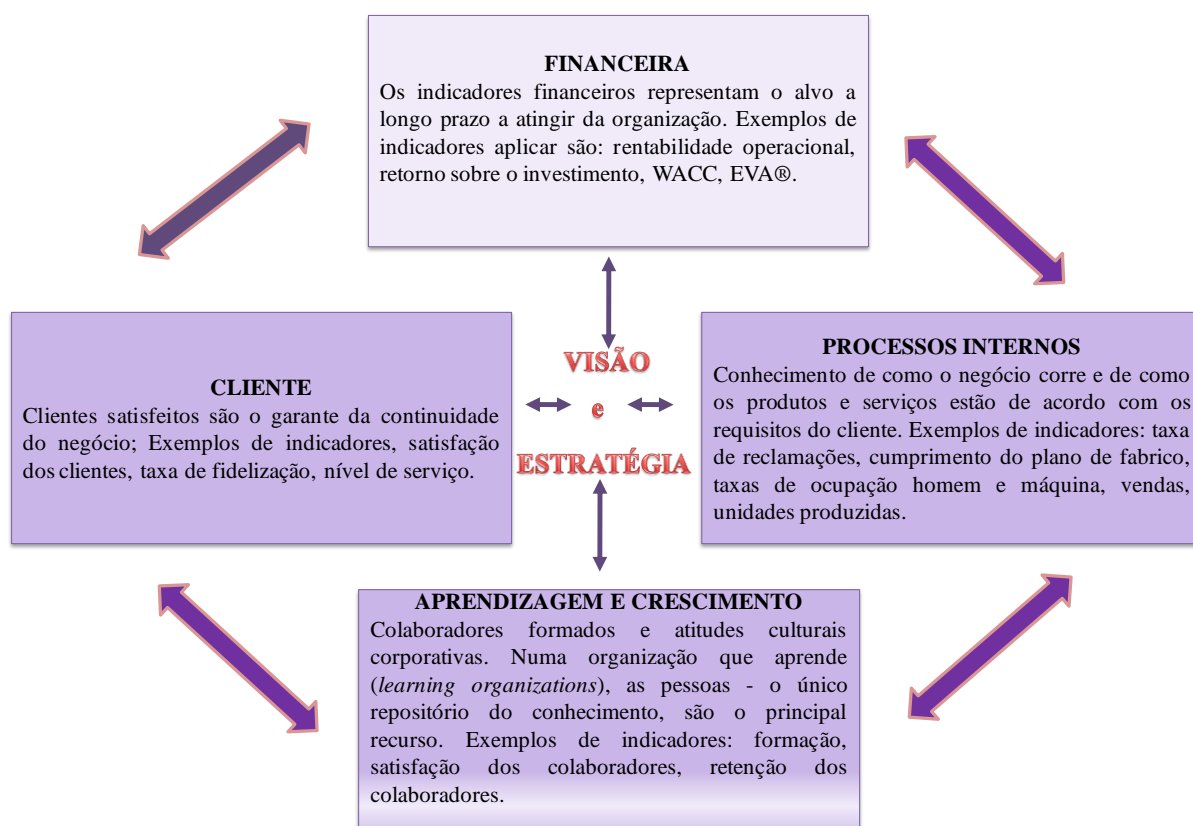 FINANCEIRA
Os indicadores financeiros representam o alvo a
longo prazo a atingir da organização. Exemplos de
indicadores aplicar são: rentabilidade operacional,
retorno sobre o investimento, WACC, EVA®.
CLIENTE
Clientes satisfeitos são o garante da continuidade
do negócio; Exemplos de indicadores, satisfação
dos clientes, taxa de fidelização, nível de serviço.
VISÃO
e
ESTRATÉGIA
PROCESSOS INTERNOS
Conhecimento de como o negócio corre e de como
os produtos e serviços estão de acordo com os
requisitos do cliente. Exemplos de indicadores: taxa
de reclamações, cumprimento do plano de fabrico,
taxas de ocupação homem e máquina, vendas,
unidades produzidas.
APRENDIZAGEM E CRESCIMENTO
Colaboradores formados e atitudes culturais
corporativas. Numa organização que aprende
(learning organizations), as pessoas - o único
repositório do conhecimento, são o principal
recurso. Exemplos de indicadores: formação,
satisfação dos colaboradores, retenção dos
colaboradores.